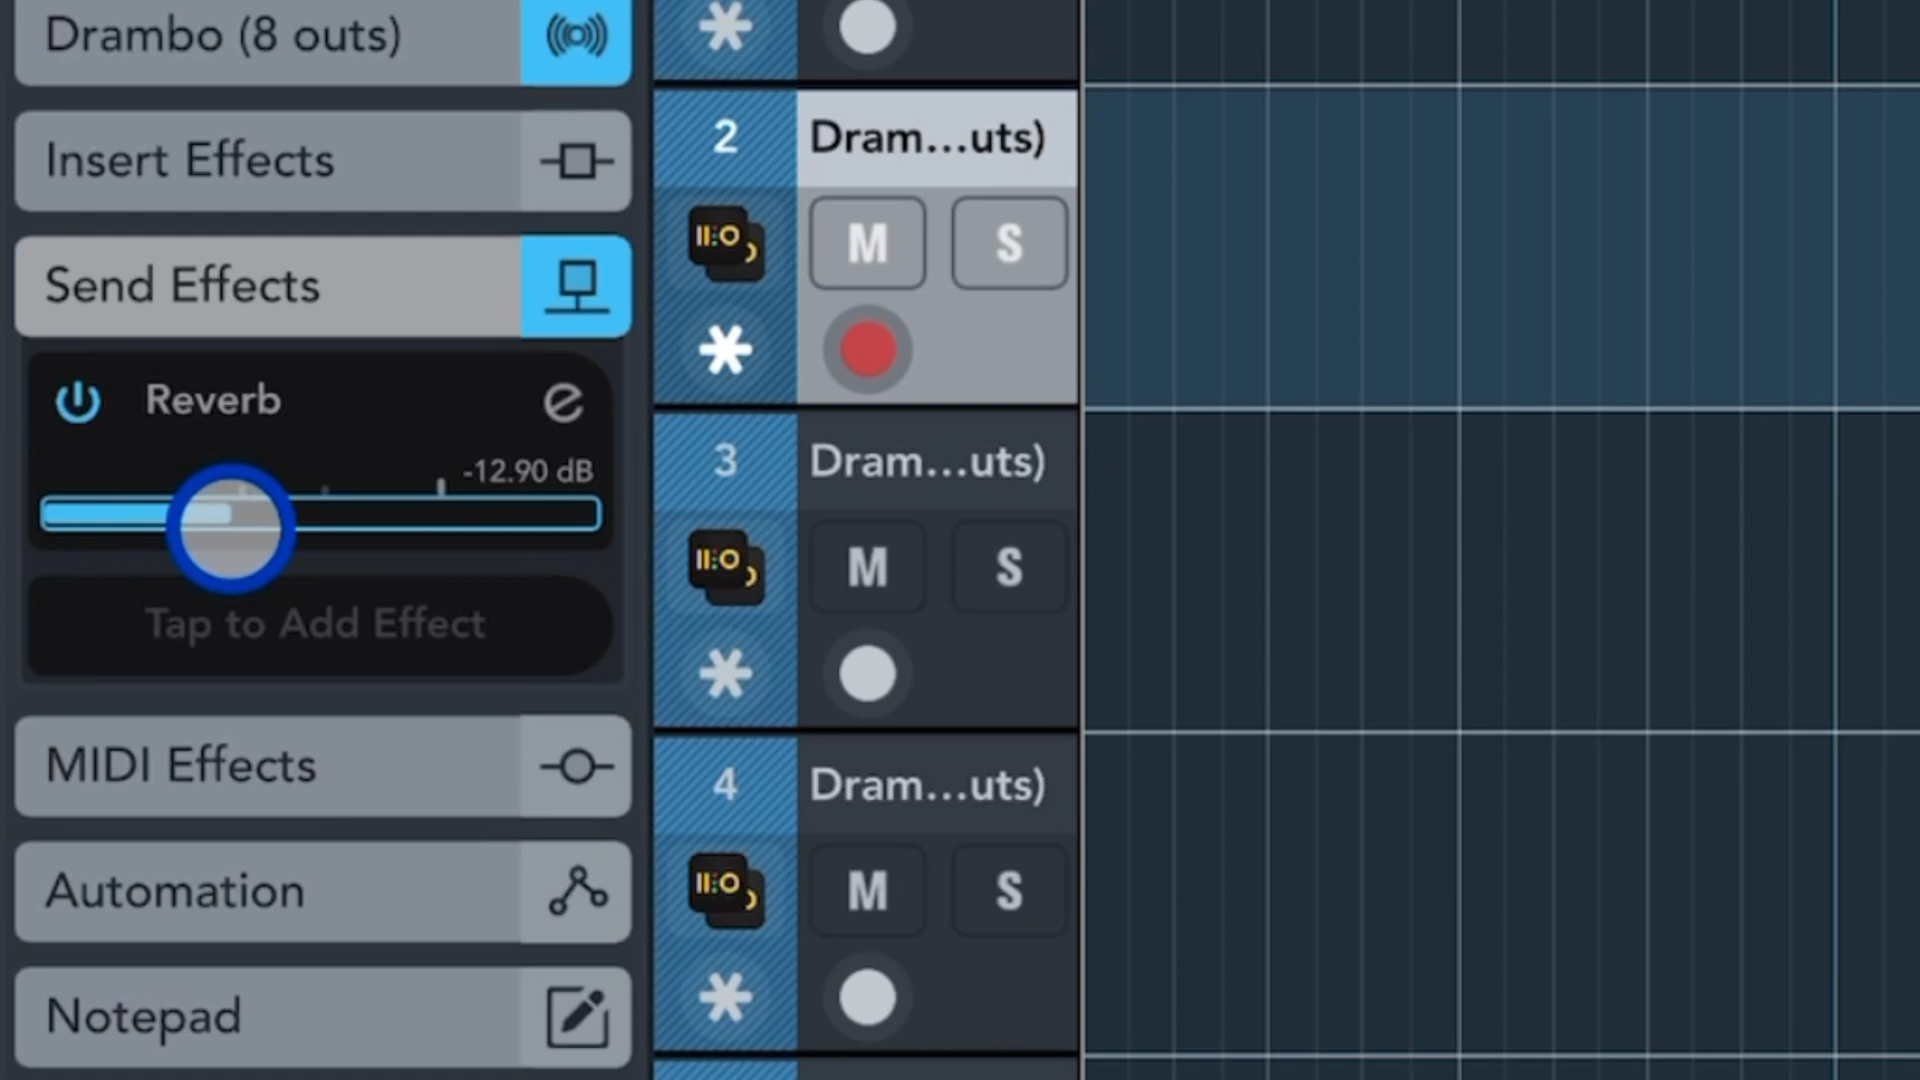 Drambo (8 outs)
Insert Effects
Send Effects
Reverb
-12.90 dB
Tap to Add Effect
MIDI Effects
Automation
Notepad
2
Dram...uts)
M S
3
Dram...uts)
M S
4
Dram...uts)
M S